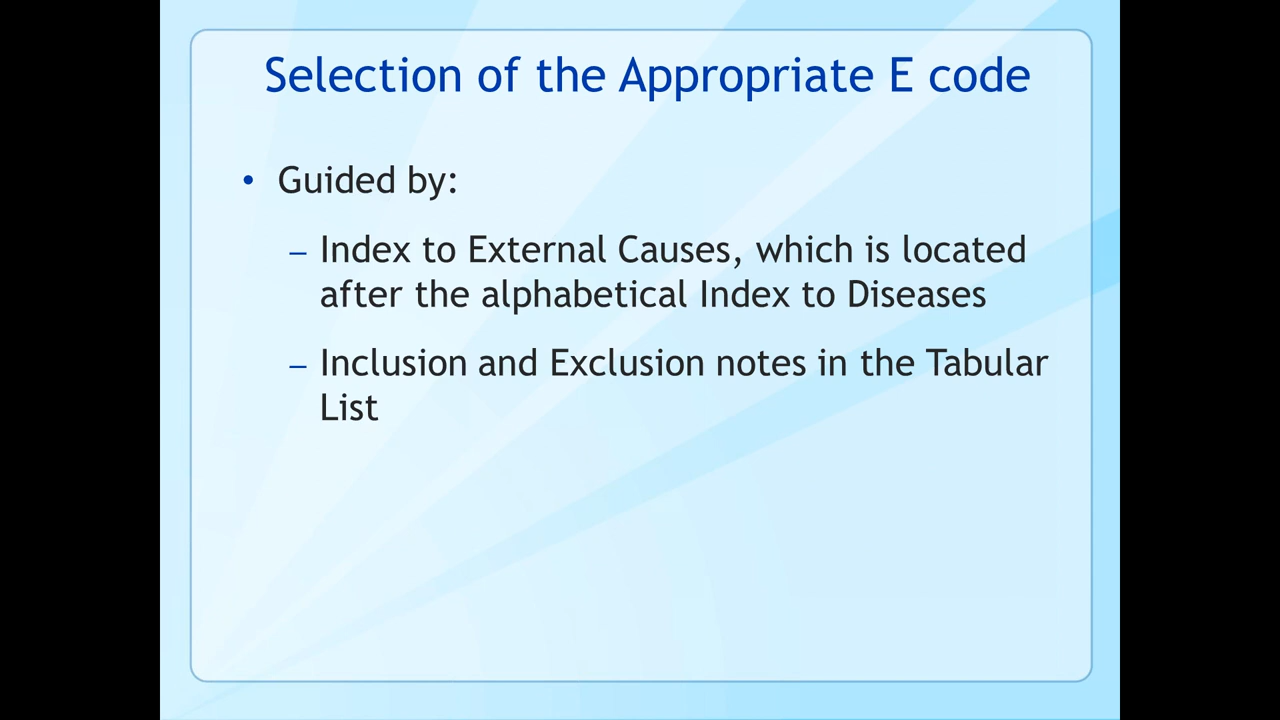 Selection of the Appropriate E code
• Guided by:
– Index to External Causes, which is located
after the alphabetical Index to Diseases
– Inclusion and Exclusion notes in the Tabular
List